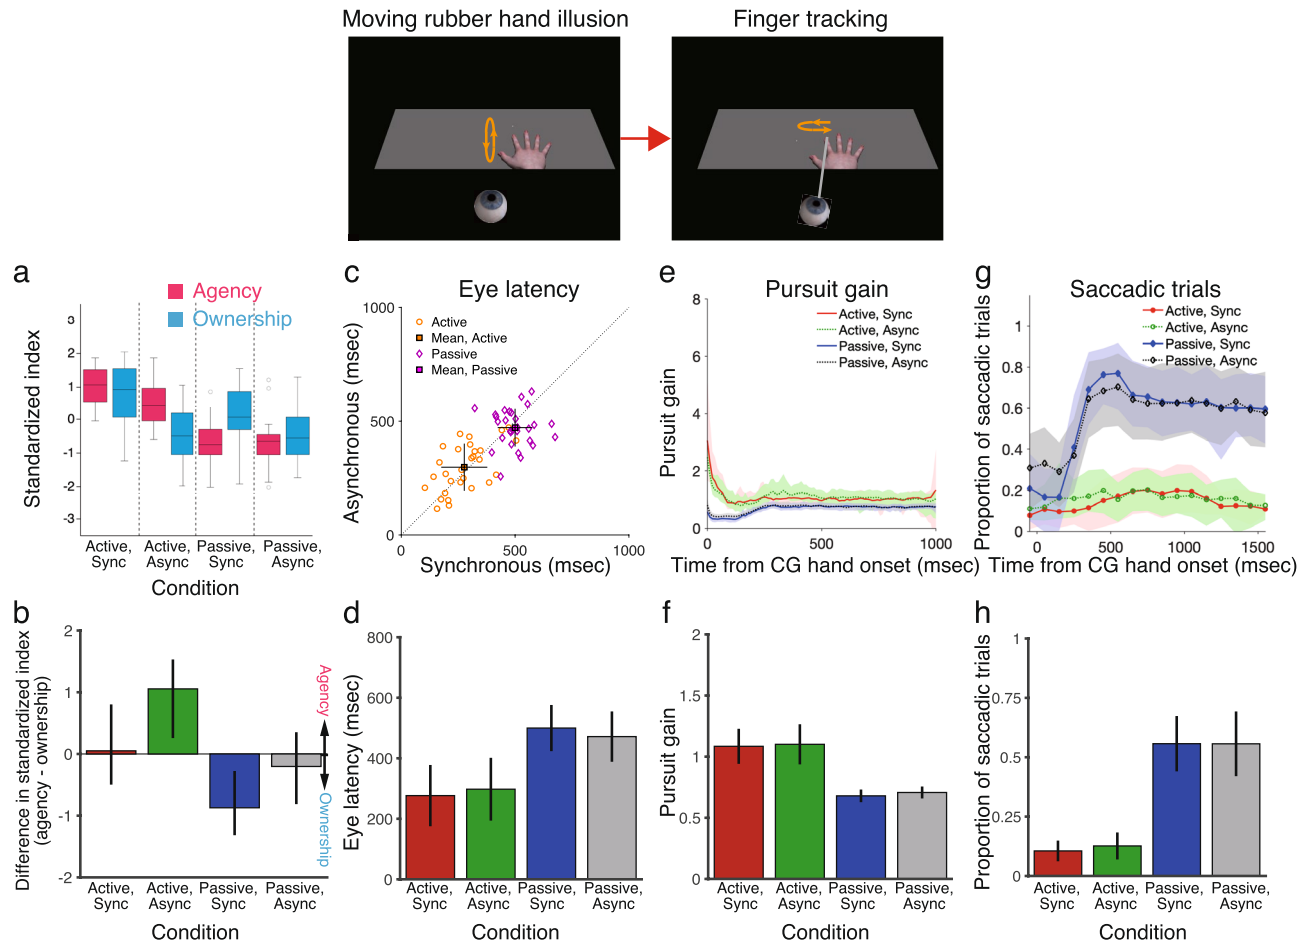 Moving rubber hand illusion
Finger tracking
a
Agency
Ownership
Standardized index
3
2
1
0
-1
-2
-3
Active, Sync
Active, Async
Passive, Sync
Passive, Async
Condition
c
Eye latency
Asynchronous (msec)
1000
500
0
Active
Mean, Active
Passive
Mean, Passive
0
500
1000
Synchronous (msec)
e
Pursuit gain
Pursuit gain
8
6
4
2
0
Active, Sync
Active, Async
Passive, Sync
Passive, Async
0
500
1000
Time from CG hand onset (msec)
g
Saccadic trials
Proportion of saccadic trials
1
0.8
0.6
0.4
0.2
0
Active, Sync
Active, Async
Passive, Sync
Passive, Async
0
500
1000
1500
Time from CG hand onset (msec)
b
Difference in standardized index
(agency - ownership)
2
1
0
-1
-2
Agency
Ownership
Active, Sync
Active, Async
Passive, Sync
Passive, Async
Condition
d
Eye latency (msec)
800
600
400
200
0
Active, Sync
Active, Async
Passive, Sync
Passive, Async
Condition
f
Pursuit gain
2
1.5
1
0.5
0
Active, Sync
Active, Async
Passive, Sync
Passive, Async
Condition
h
Proportion of saccadic trials
1
0.75
0.5
0.25
0
Active, Sync
Active, Async
Passive, Sync
Passive, Async
Condition